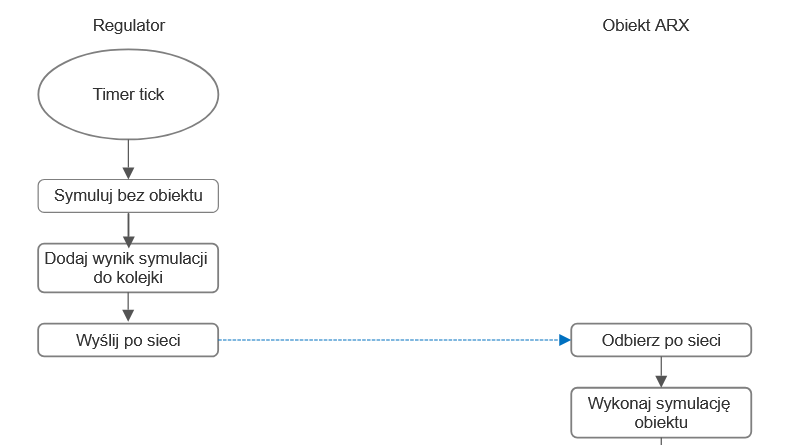 Regulator
Obiekt ARX
Timer tick
Symuluj bez obiektu
Dodaj wynik symulacji
do kolejki
Wyślij po sieci
Odbierz po sieci
Wykonaj symulację
obiektu